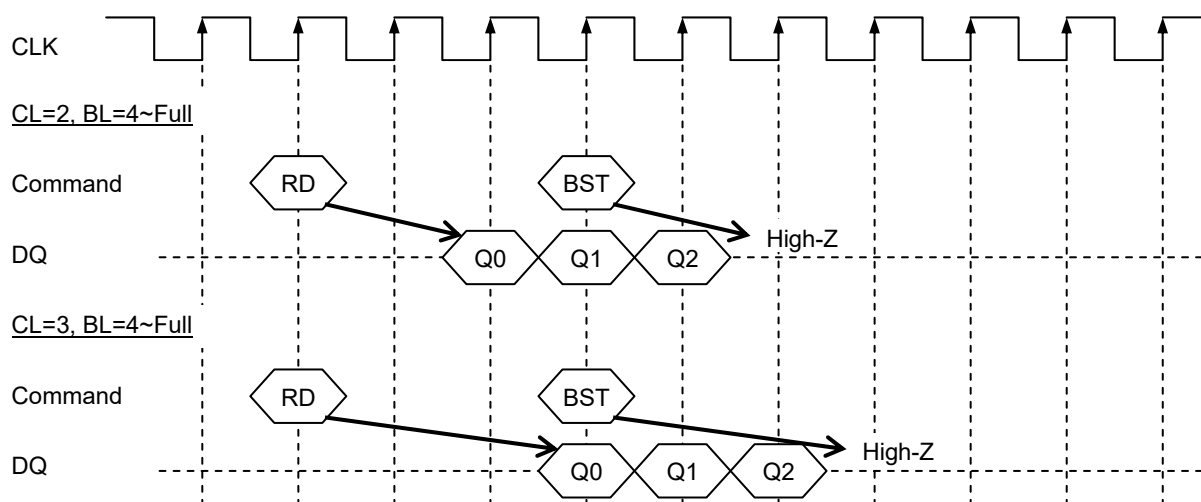 CLK
CL=2, BL=4~Full
Command RD BST
DQ Q0 Q1 Q2 High-Z
CL=3, BL=4~Full
Command RD BST
DQ Q0 Q1 Q2 High-Z